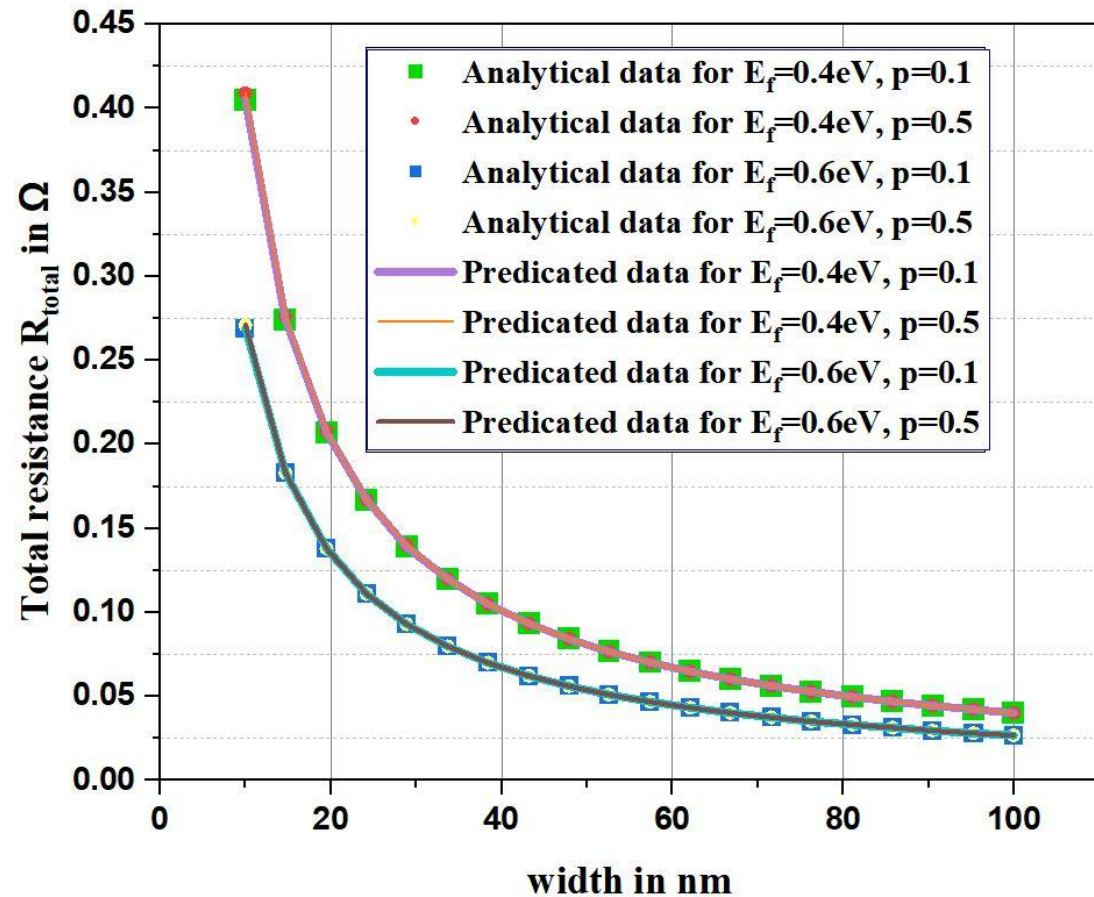 0.45
0.40
0.35
0.30
0.25
0.20
0.15
0.10
0.05
0.00
Total resistance R_total in Ω
Analytical data for E_f=0.4eV, p=0.1
Analytical data for E_f=0.4eV, p=0.5
Analytical data for E_f=0.6eV, p=0.1
Analytical data for E_f=0.6eV, p=0.5
Predicated data for E_f=0.4eV, p=0.1
Predicated data for E_f=0.4eV, p=0.5
Predicated data for E_f=0.6eV, p=0.1
Predicated data for E_f=0.6eV, p=0.5
0 20 40 60 80 100
width in nm